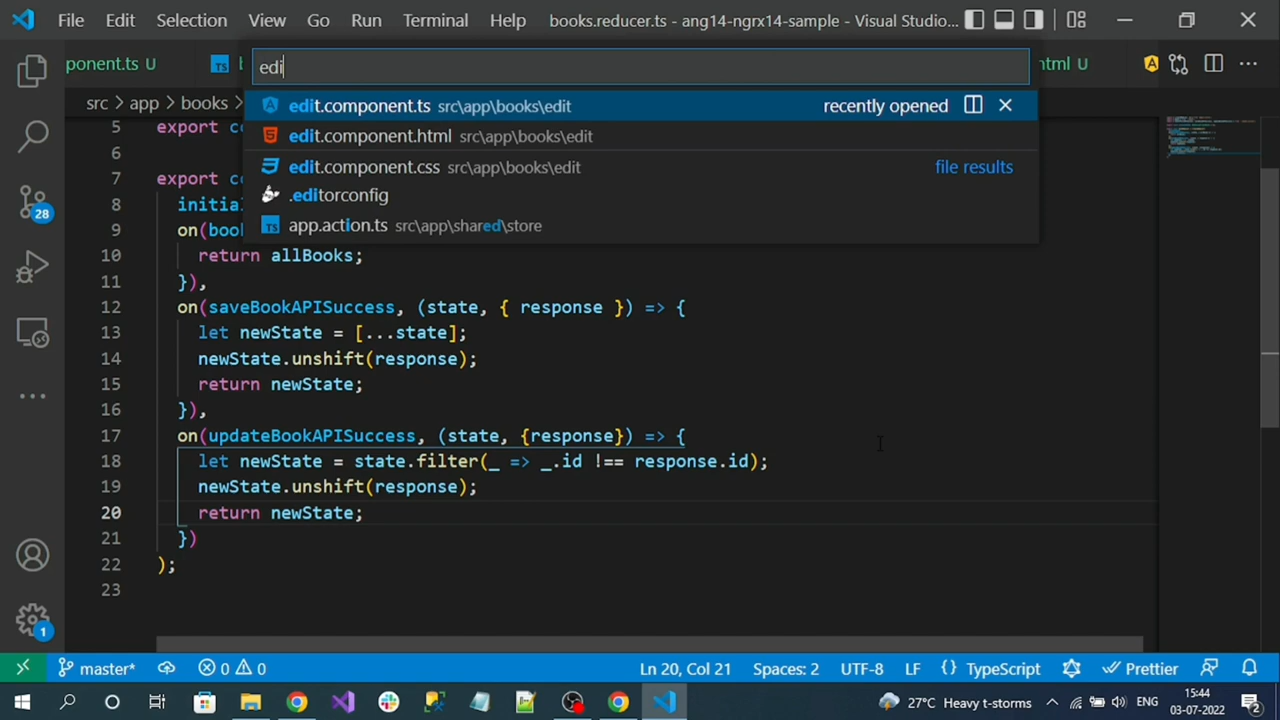 File Edit Selection View Go Run Terminal Help books.reducer.ts - ang14-ngrx14-sample - Visual Studio...
ponent.ts U
TS b
html U
edi
src > app > books >
edit.component.ts src\app\books\edit recently opened
edit.component.html src\app\books\edit
edit.component.css src\app\books\edit file results
.editorconfig
TS app.action.ts src\app\shared\store
5 export co
6
7 export co
8 initial
9 on(boo
10 return allBooks;
11 }),
12 on(saveBookAPISuccess, (state, { response }) => {
13 let newState = [...state];
14 newState.unshift(response);
15 return newState;
16 }),
17 on(updateBookAPISuccess, (state, {response}) => {
18 let newState = state.filter(_ => _.id !== response.id);
19 newState.unshift(response);
20 return newState;
21 })
22 );
23
28
1
master* 0 0 Ln 20, Col 21 Spaces: 2 UTF-8 LF {} TypeScript Prettier
27°C Heavy t-storms ENG 15:44
03-07-2022 2